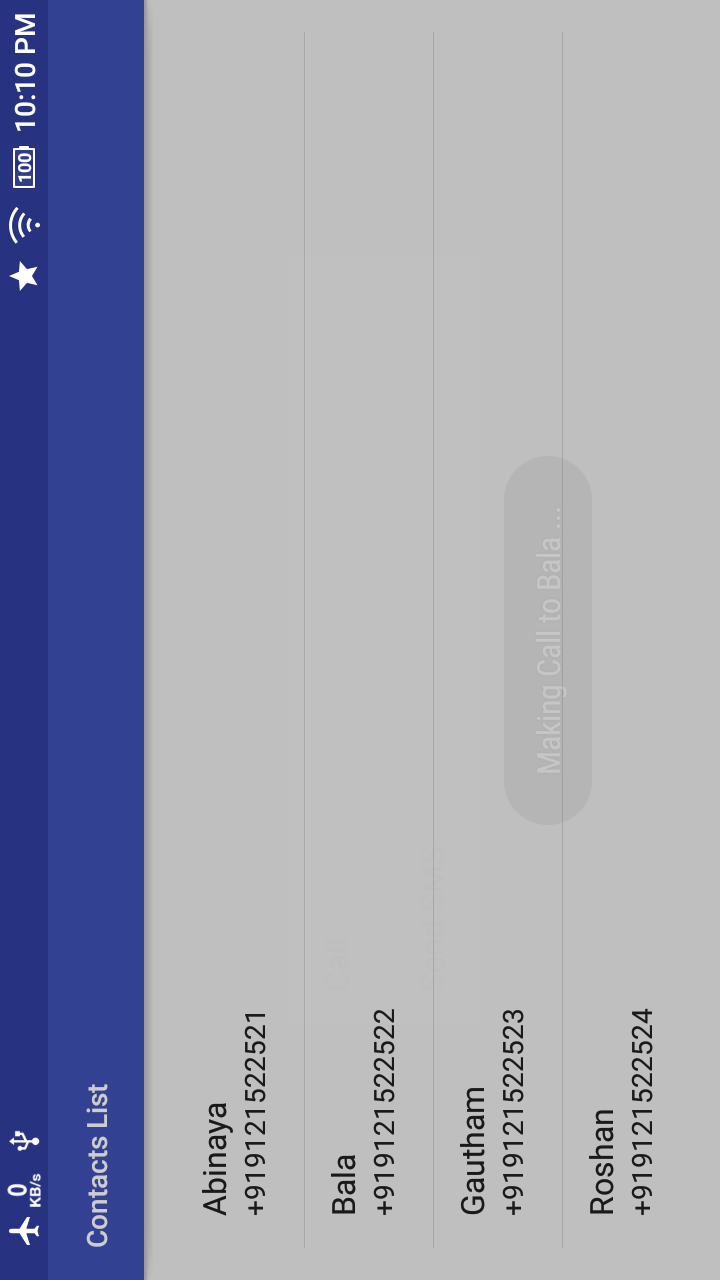 0
KB/s
100
10:10 PM
Contacts List
Abinaya
+919121522521
Bala
+919121522522
Call
Send SMS
Gautham
+919121522523
Making Call to Bala ...
Roshan
+919121522524